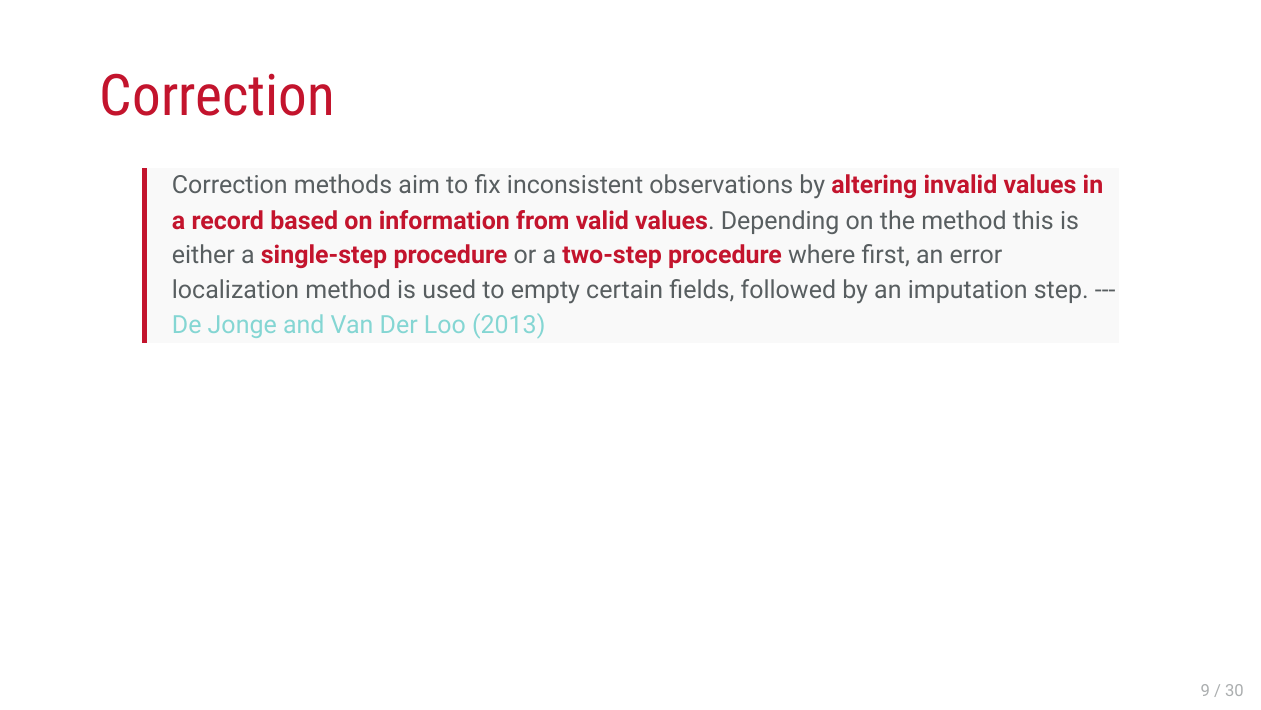 Correction
Correction methods aim to fix inconsistent observations by altering invalid values in
a record based on information from valid values. Depending on the method this is
either a single-step procedure or a two-step procedure where first, an error
localization method is used to empty certain fields, followed by an imputation step. ---
De Jonge and Van Der Loo (2013)
9 / 30